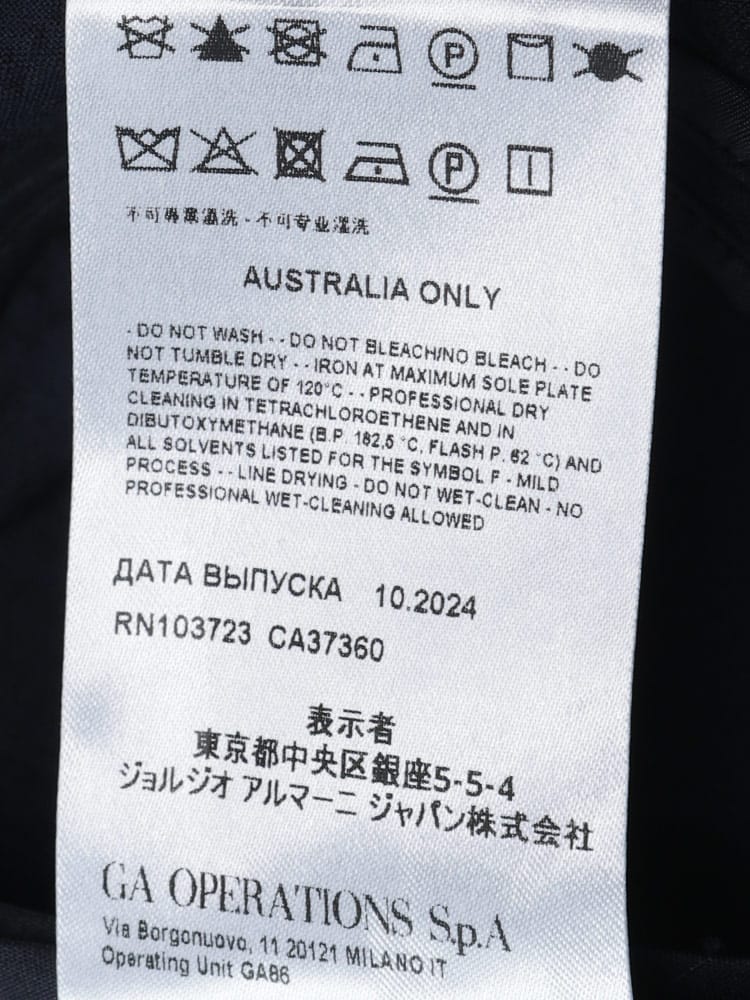 P
P
不可專業濕洗 - 不可专业湿洗
AUSTRALIA ONLY
- DO NOT WASH - - DO NOT BLEACH/NO BLEACH - - DO
NOT TUMBLE DRY - - IRON AT MAXIMUM SOLE PLATE
TEMPERATURE OF 120°C - - PROFESSIONAL DRY
CLEANING IN TETRACHLOROETHENE AND IN
DIBUTOXYMETHANE (B.P. 182,5 °C, FLASH P. 62 °C) AND
ALL SOLVENTS LISTED FOR THE SYMBOL F - MILD
PROCESS - - LINE DRYING - DO NOT WET-CLEAN - NO
PROFESSIONAL WET-CLEANING ALLOWED
ДАТА ВЫПУСКА 10.2024
RN103723 CA37360
表示者
東京都中央区銀座5-5-4
ジョルジオ アルマーニ ジャパン株式会社
GA OPERATIONS S.p.A
Via Borgonuovo, 11 20121 MILANO IT
Operating Unit GA86